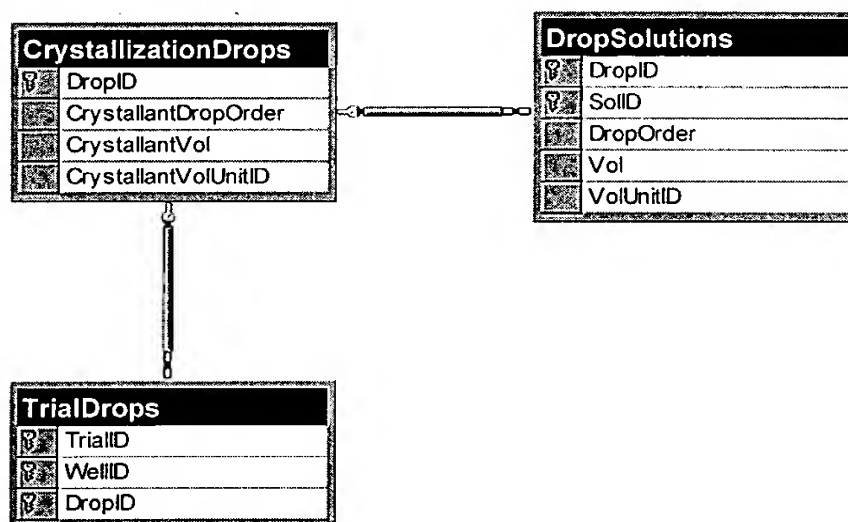 CrystallizationDrops
DropID
CrystallantDropOrder
CrystallantVol
CrystallantVolUnitID
DropSolutions
DropID
SolID
DropOrder
Vol
VolUnitID
TrialDrops
TrialID
WellID
DropID